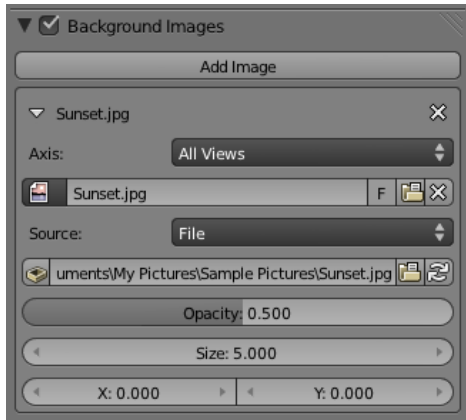 Background Images
Add Image
Sunset.jpg
Axis: All Views
Sunset.jpg F
Source: File
uments\My Pictures\Sample Pictures\Sunset.jpg
Opacity: 0.500
Size: 5.000
X: 0.000 Y: 0.000